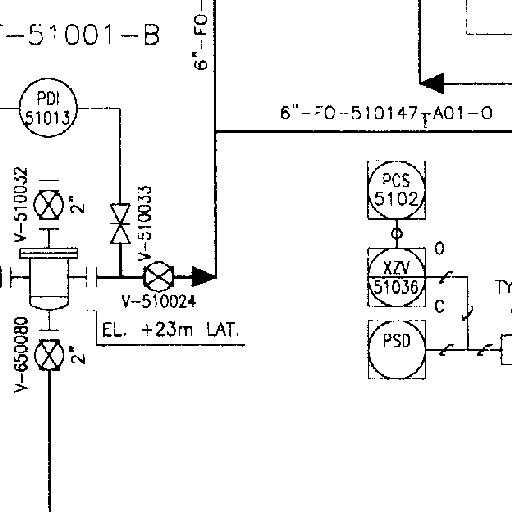 -51001-B
6"-FO-
PDI
51013
6"-FO-510147-A01-0
V-510032
2"
V-510033
PCS
5102
O
XZV
51036
C
V-510024
EL. +23m LAT.
V-650080
2"
PSD
TY